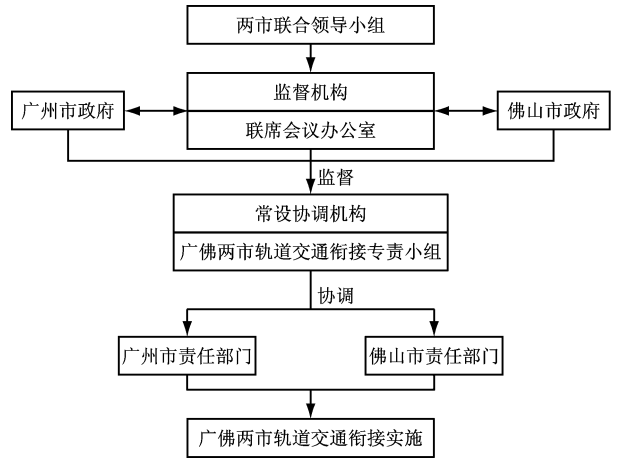 两市联合领导小组
监督机构
广州市政府
佛山市政府
联席会议办公室
监督
常设协调机构
广佛两市轨道交通衔接专责小组
协调
广州市责任部门
佛山市责任部门
广佛两市轨道交通衔接实施